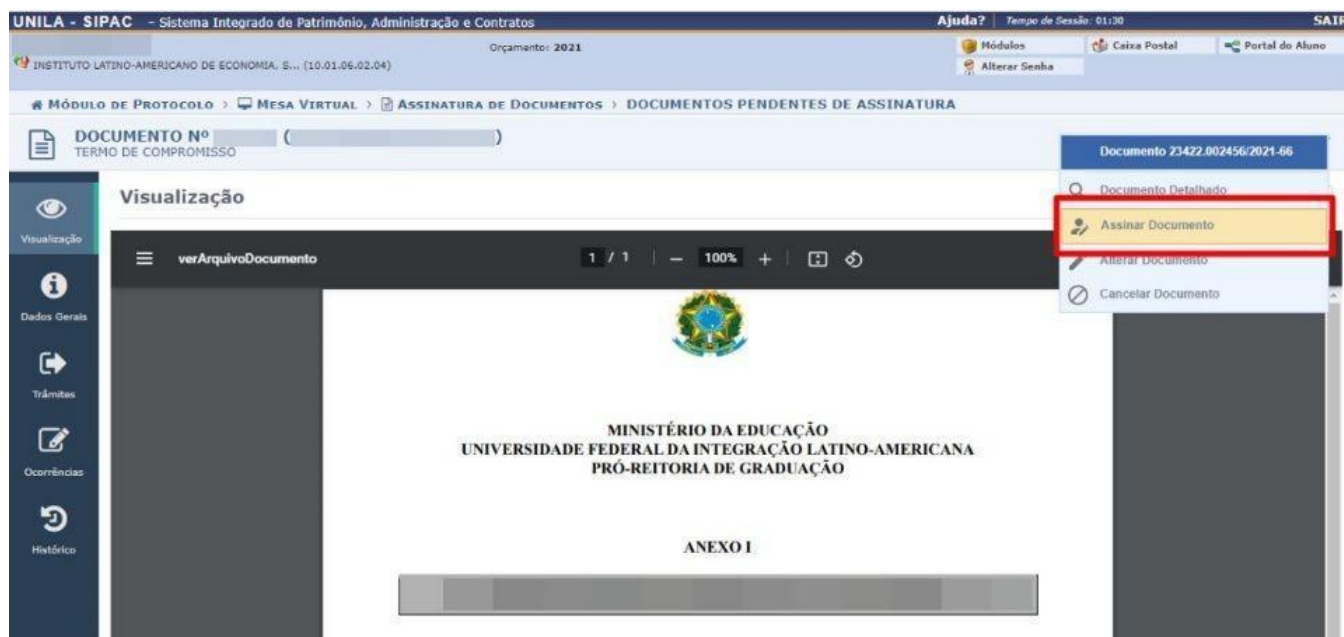 UNILA - SIPAC - Sistema Integrado de Patrimônio, Administração e Contratos
Ajuda? Tempo de Sessão: 01:30 SAIR
Orçamento: 2021
Módulos Caixa Postal Portal do Aluno
INSTITUTO LATINO-AMERICANO DE ECONOMIA, S... (10.01.06.02.04)
Alterar Senha
MÓDULO DE PROTOCOLO > MESA VIRTUAL > ASSINATURA DE DOCUMENTOS > DOCUMENTOS PENDENTES DE ASSINATURA
DOCUMENTO Nº ( )
TERMO DE COMPROMISSO
Documento 23422.002456/2021-66
Documento Detalhado
Assinar Documento
Alterar Documento
Cancelar Documento
Visualização
Dados Gerais
Trâmites
Ocorrências
Histórico
Visualização
verArquivoDocumento 1 / 1 | — 100% + |
MINISTÉRIO DA EDUCAÇÃO
UNIVERSIDADE FEDERAL DA INTEGRAÇÃO LATINO-AMERICANA
PRÓ-REITORIA DE GRADUAÇÃO
ANEXO I